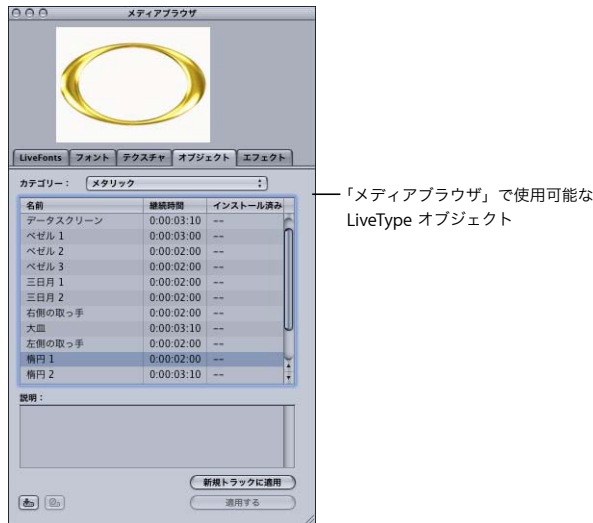 メディアブラウザ
LiveFonts フォント テクスチャ オブジェクト エフェクト
カテゴリー： メタリック
名前 継続時間 インストール済み
データスクリーン 0:00:03:10 --
ベゼル 1 0:00:03:00 --
ベゼル 2 0:00:02:00 --
ベゼル 3 0:00:02:00 --
三日月 1 0:00:02:00 --
三日月 2 0:00:02:00 --
右側の取っ手 0:00:02:00 --
大皿 0:00:03:10 --
左側の取っ手 0:00:02:00 --
楕円 1 0:00:02:00 --
楕円 2 0:00:03:10 --
説明：
新規トラックに適用
適用する
「メディアブラウザ」で使用可能な
LiveType オブジェクト